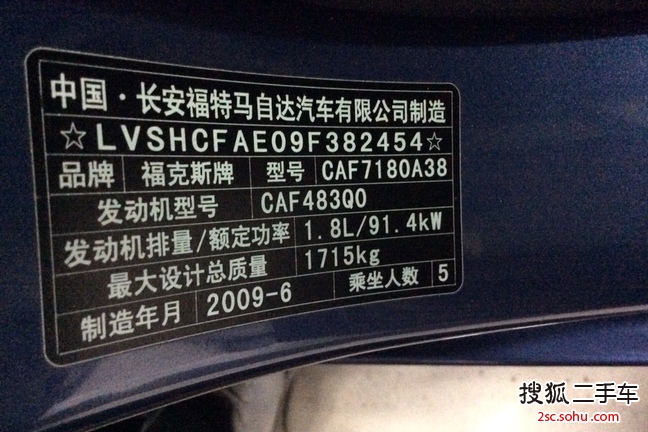 中国·长安福特马自达汽车有限公司制造
☆LVSHCFAE09F382454☆
品牌 福克斯牌 型号 CAF7180A38
发动机型号 CAF483Q0
发动机排量/额定功率 1.8L/91.4kW
最大设计总质量 1715kg
制造年月 2009-6 乘坐人数 5
搜狐二手车
2sc.sohu.com